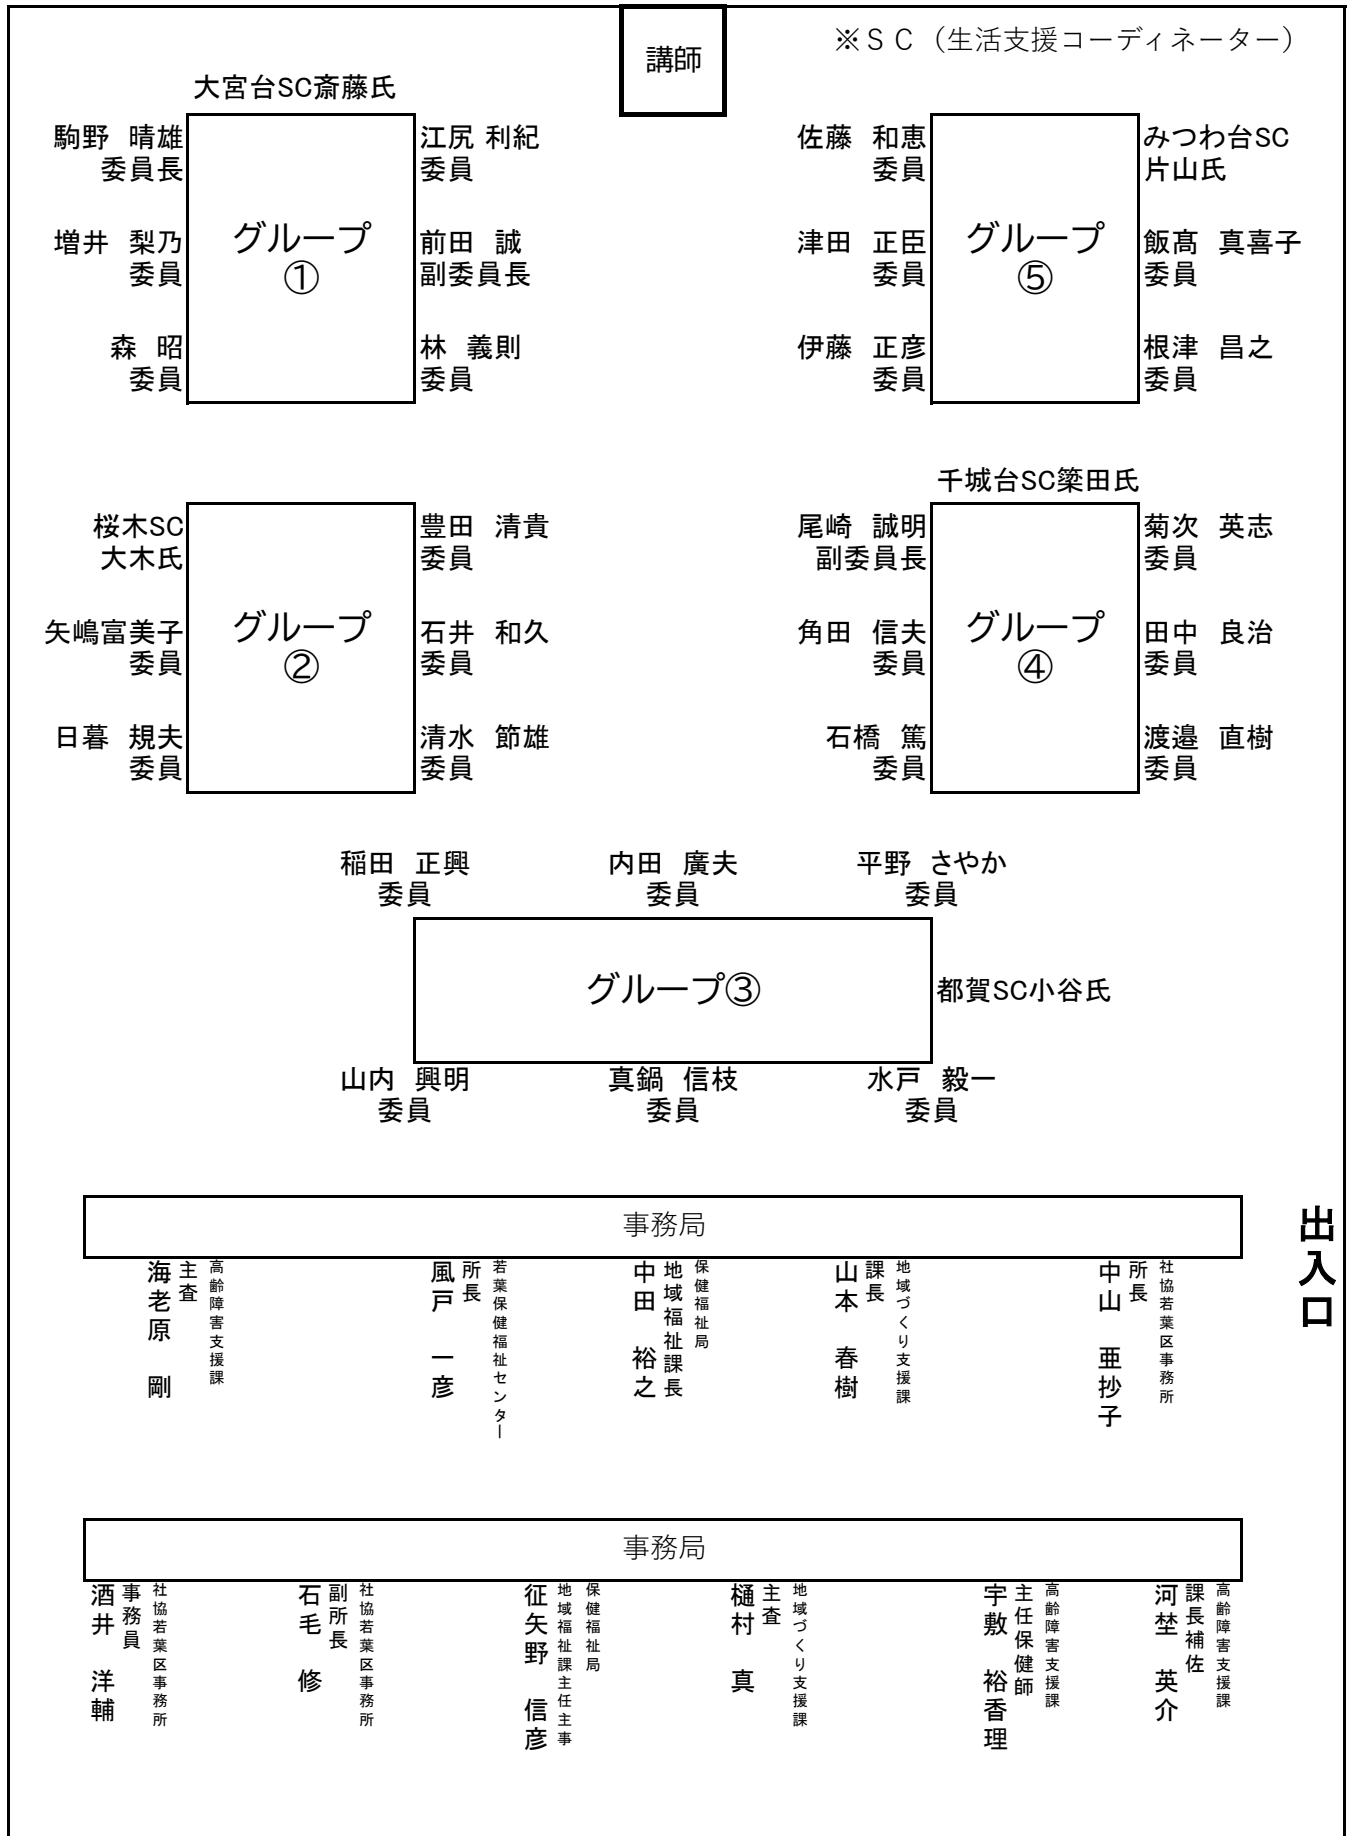 ※ＳＣ（生活支援コーディネーター）
講師
大宮台SC斎藤氏
駒野　晴雄
委員長
増井　梨乃
委員
森　昭
委員
グループ
①
江尻 利紀
委員
前田　誠
副委員長
林　義則
委員
佐藤　和恵
委員
津田　正臣
委員
伊藤　正彦
委員
グループ
⑤
みつわ台SC
片山氏
飯髙　真喜子
委員
根津　昌之
委員
桜木SC
大木氏
矢嶋富美子
委員
日暮　規夫
委員
グループ
②
豊田　清貴
委員
石井　和久
委員
清水　節雄
委員
千城台SC簗田氏
尾崎　誠明
副委員長
角田　信夫
委員
石橋　篤
委員
グループ
④
菊次　英志
委員
田中　良治
委員
渡邉　直樹
委員
稲田　正興
委員
内田　廣夫
委員
平野　さやか
委員
グループ③
都賀SC小谷氏
山内　興明
委員
真鍋　信枝
委員
水戸　毅一
委員
出入口
事務局
高齢障害支援課
主査
海老原　剛
若葉保健福祉センター
所長
風戸　一彦
保健福祉局
地域福祉課長
中田　裕之
地域づくり支援課
課長
山本　春樹
社協若葉区事務所
所長
中山　亜抄子
事務局
社協若葉区事務所
事務員
酒井　洋輔
社協若葉区事務所
副所長
石毛　修
保健福祉局
地域福祉課主任主事
征矢野　信彦
地域づくり支援課
主査
樋村　真
高齢障害支援課
主任保健師
宇敷　裕香理
高齢障害支援課
課長補佐
河埜　英介